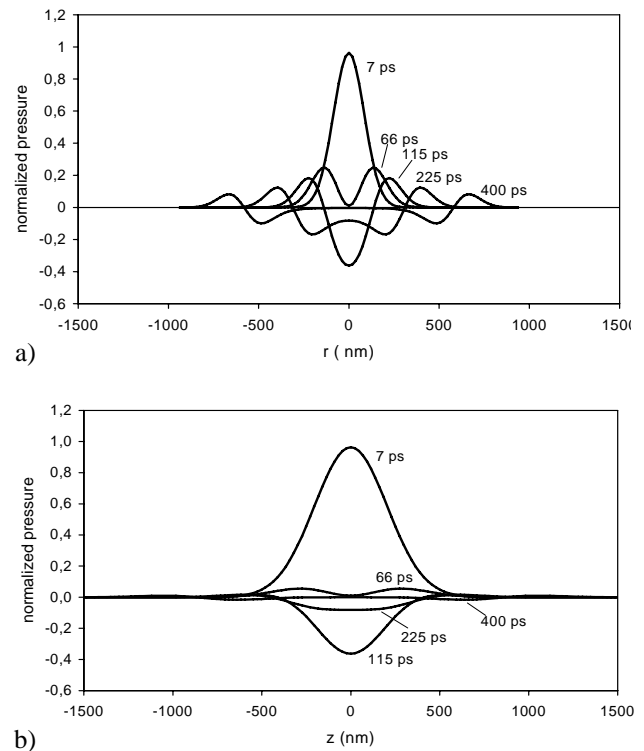 1,2
1
0,8
0,6
0,4
0,2
0
-0,2
-0,4
-0,6
normalized pressure
7 ps
66 ps
115 ps
225 ps
400 ps
-1500 -1000 -500 0 500 1000 1500
r ( nm)
a)
1,2
1,0
0,8
0,6
0,4
0,2
0,0
-0,2
-0,4
-0,6
normalized pressure
7 ps
66 ps
400 ps
225 ps
115 ps
-1500 -1000 -500 0 500 1000 1500
z (nm)
b)